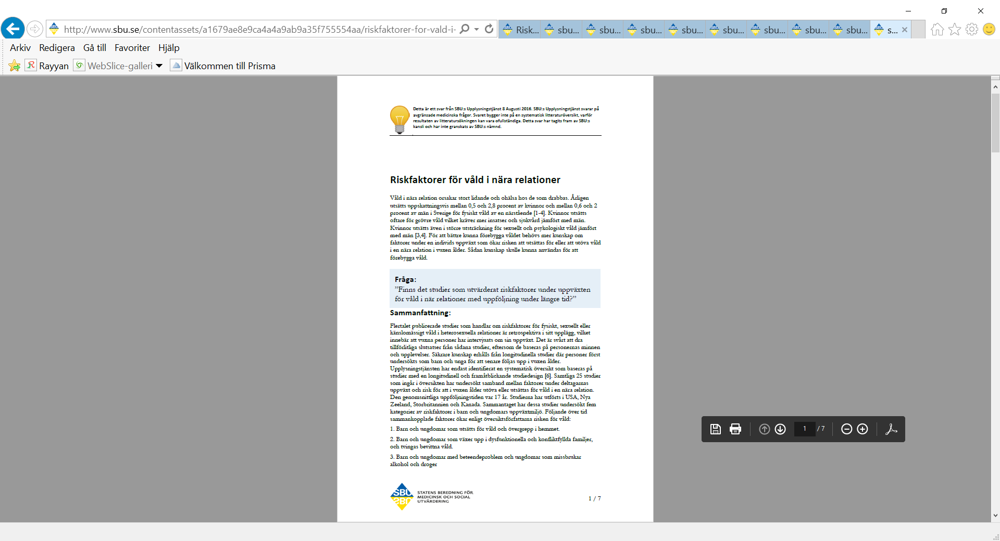 http://www.sbu.se/contentassets/a1679ae8e9ca4a4a9ab9a35f755554aa/riskfaktorer-for-vald-i-
Risk... sbu... sbu... sbu... sbu... sbu... sbu... sbu... sbu... s...
Arkiv Redigera Gå till Favoriter Hjälp
Rayyan WebSlice-galleri Välkommen till Prisma
Detta är ett svar från SBU:s Upplysningstjänst 8 Augusti 2016. SBU:s Upplysningstjänst svarar på
avgränsade medicinska frågor. Svaret bygger inte på en systematisk litteraturöversikt, varför
resultaten av litteratursökningen kan vara ofullständiga. Detta svar har tagits fram av SBU:s
kansli och har inte granskats av SBU:s nämnd.
Riskfaktorer för våld i nära relationer
Våld i nära relation orsakar stort lidande och ohälsa hos de som drabbas. Årligen
utsätts uppskattningsvis mellan 0,5 och 2,8 procent av kvinnor och mellan 0,6 och 2
procent av män i Sverige för fysiskt våld av en närstående [1-4]. Kvinnor utsätts
oftare för grövre våld vilket kräver mer insatser och sjukvård jämfört med män.
Kvinnor utsätts även i större utsträckning för sexuellt och psykologiskt våld jämfört
med män [3,4]. För att bättre kunna förebygga våldet behövs mer kunskap om
faktorer under en individs uppväxt som ökar risken att utsättas för eller att utöva våld
i en nära relation i vuxen ålder. Sådan kunskap skulle kunna användas för att
förebygga våld.
Fråga:
”Finns det studier som utvärderat riskfaktorer under uppväxten
för våld i när relationer med uppföljning under längre tid?”
Sammanfattning:
Flertalet publicerade studier som handlar om riskfaktorer för fysiskt, sexuellt eller
känslomässigt våld i heterosexuella relationer är retrospektiva i sitt upplägg, vilket
innebär att vuxna personer har intervjuats om sin uppväxt. Det är svårt att dra
tillförlitliga slutsatser från sådana studier, eftersom de baseras på personernas minnen
och upplevelser. Säkrare kunskap erhålls från longitudinella studier där personer först
undersökts som barn och unga för att senare följas upp i vuxen ålder.
Upplysningstjänsten har endast identifierat en systematisk översikt som baseras på
studier med en longitudinell och framåtblickande studiedesign [6]. Samtliga 25 studier
som ingår i översikten har undersökt samband mellan faktorer under deltagarnas
uppväxt och risk för att i vuxen ålder utöva eller utsättas för våld i en nära relation.
Den genomsnittliga uppföljningstiden var 17 år. Studierna har utförts i USA, Nya
Zeeland, Storbritannien och Kanada. Sammantaget har dessa studier undersökt fem
kategorier av riskfaktorer i barn och ungdomars uppväxtmiljö. Följande över tid
sammankopplade faktorer ökar enligt översiktsförfattarna risken för våld:
1. Barn och ungdomar som utsätts för våld och övergrepp i hemmet.
2. Barn och ungdomar som växer upp i dysfunktionella och konfliktfyllda familjer,
och tvingas bevittna våld.
3. Barn och ungdomar med beteendeproblem och ungdomar som missbrukar
alkohol och droger
SBU
STATENS BEREDNING FÖR
MEDICINSK OCH SOCIAL
UTVÄRDERING
1 / 7
1 / 7